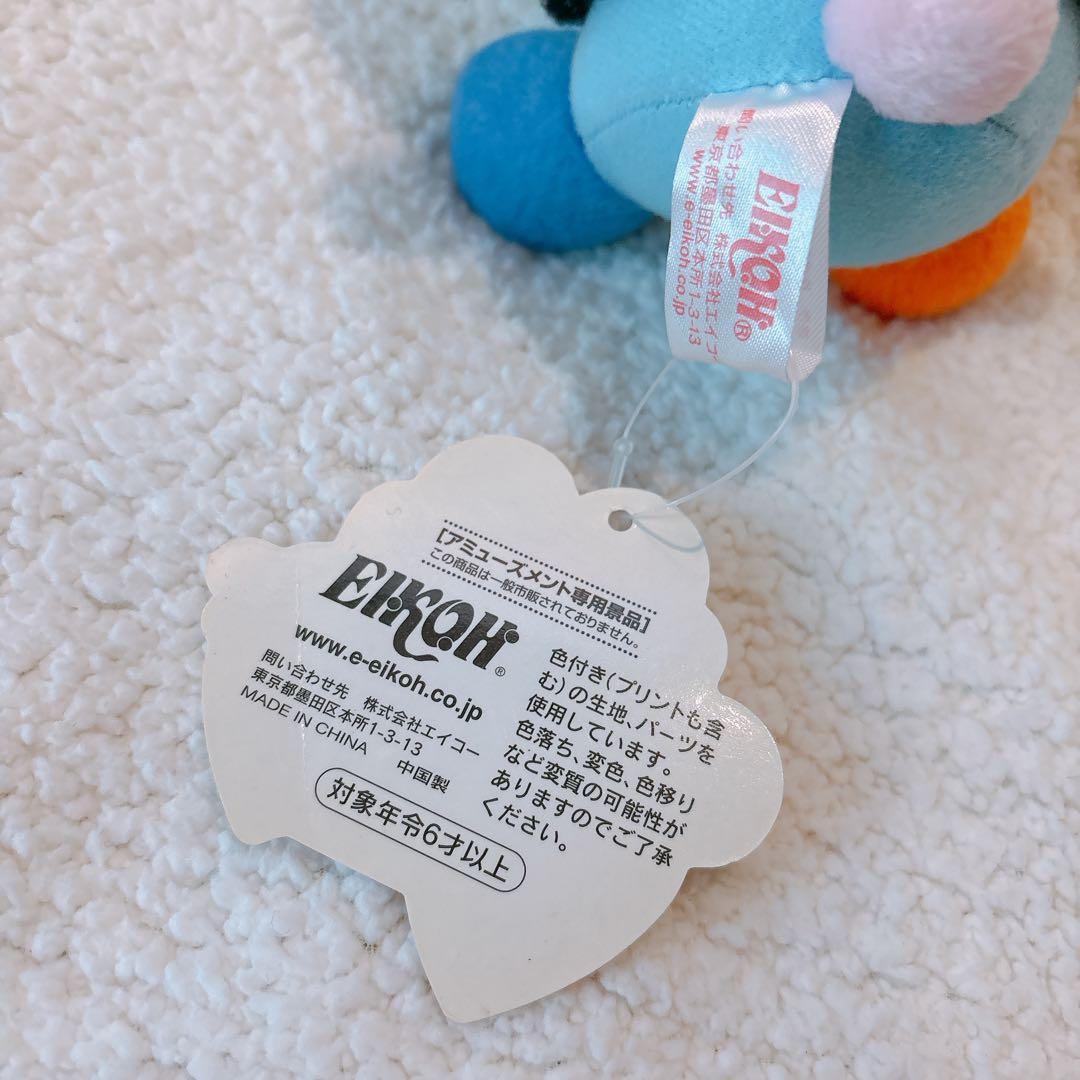 EIKOH®
問い合わせ先 株式会社エイコ
東京都墨田区本所1-3-13
www.e-eikoh.co.jp
[アミューズメント専用景品]
この商品は一般市販されておりません。
EIKOH®
www.e-eikoh.co.jp
問い合わせ先 株式会社エイコー
東京都墨田区本所1-3-13
MADE IN CHINA 中国製
対象年令6才以上
色付き(プリントも含
む)の生地、パーツを
使用しています。
色落ち、変色、色移り
など変質の可能性が
ありますのでご了承
ください。